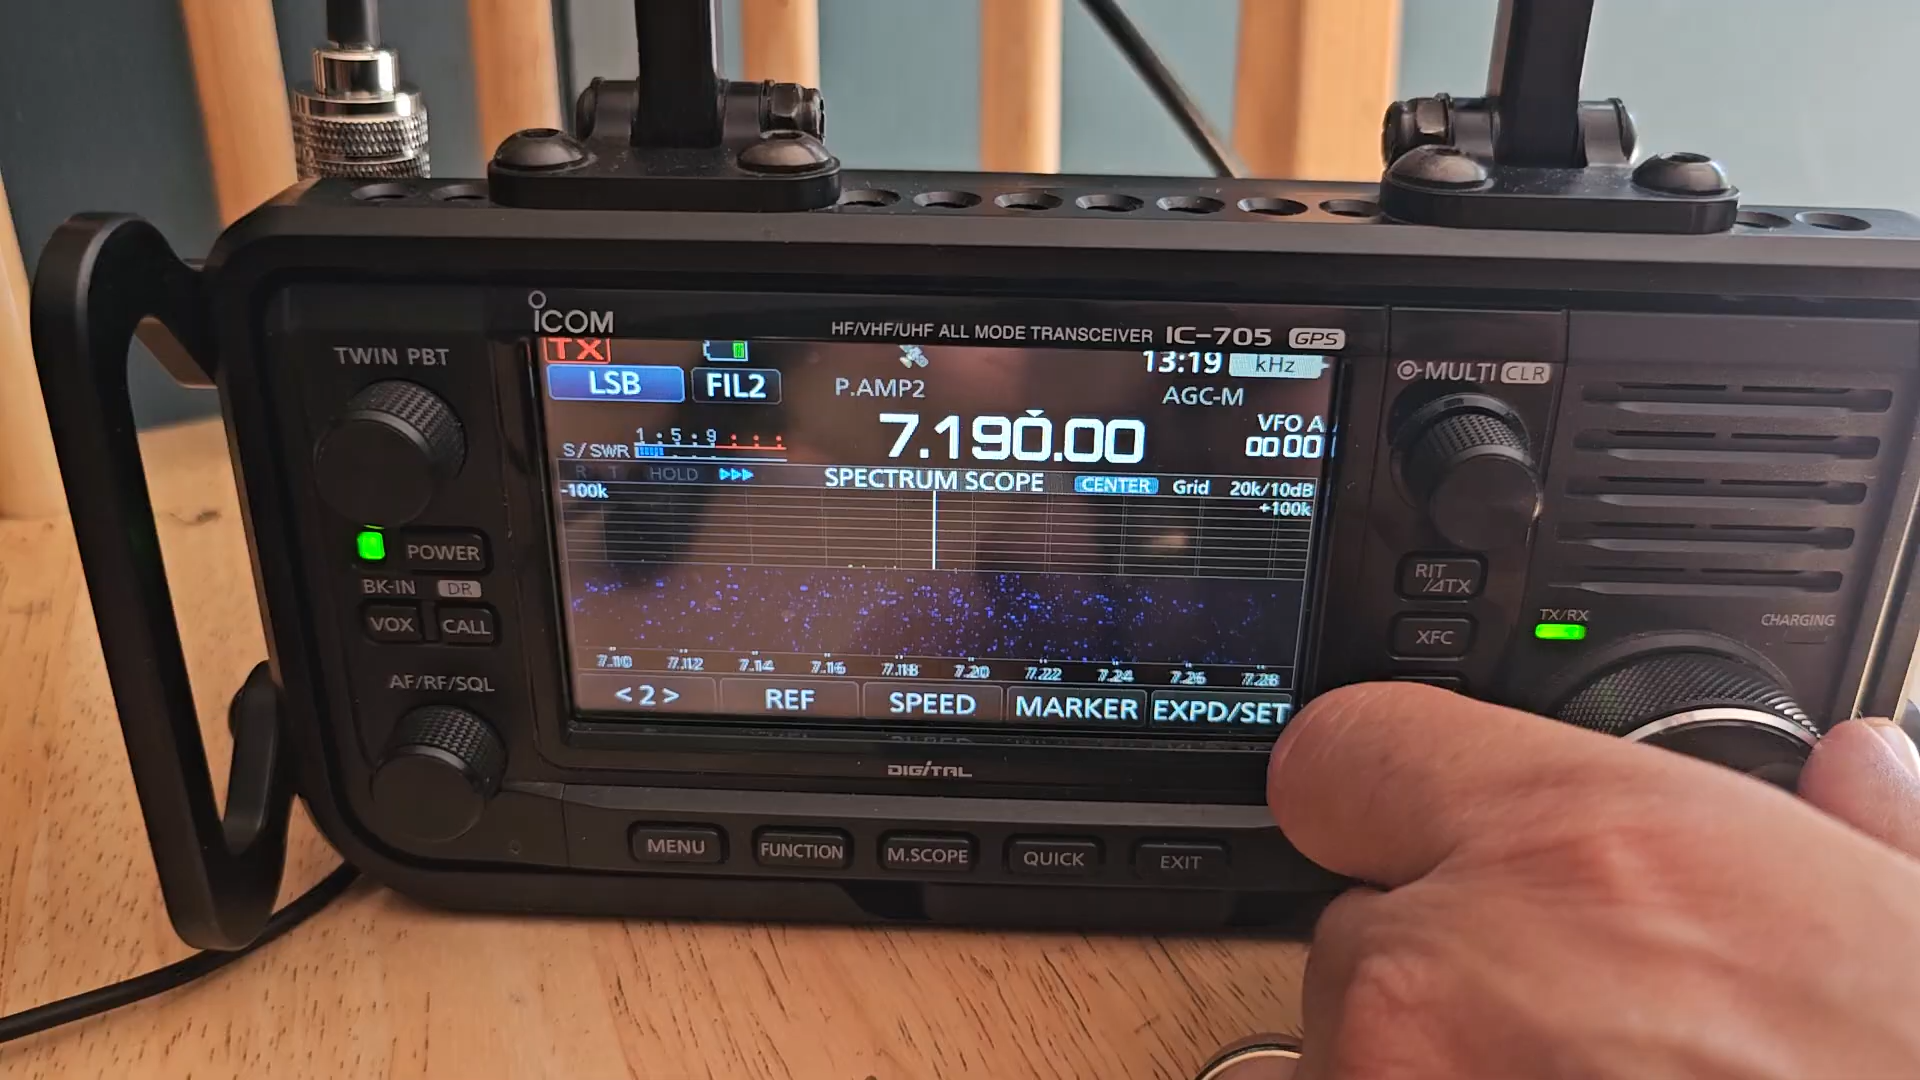 ICOM
HF/VHF/UHF ALL MODE TRANSCEIVER IC-705 GPS
TWIN PBT
TX
13:19 kHz
LSB FIL2 P.AMP2 AGC-M
MULTI CLR
7.190.00
VFO A
00 00
1 5 9
S/SWR
R T HOLD SPECTRUM SCOPE CENTER Grid 20k/10dB
-100k +100k
POWER
BK-IN DR
VOX CALL
RIT
/⊿TX
XFC
TX/RX
CHARGING
7.10 7.12 7.14 7.16 7.18 7.20 7.22 7.24 7.26 7.28
<2> REF SPEED MARKER EXPD/SET
AF/RF/SQL
DIGITAL
MENU FUNCTION M.SCOPE QUICK EXIT